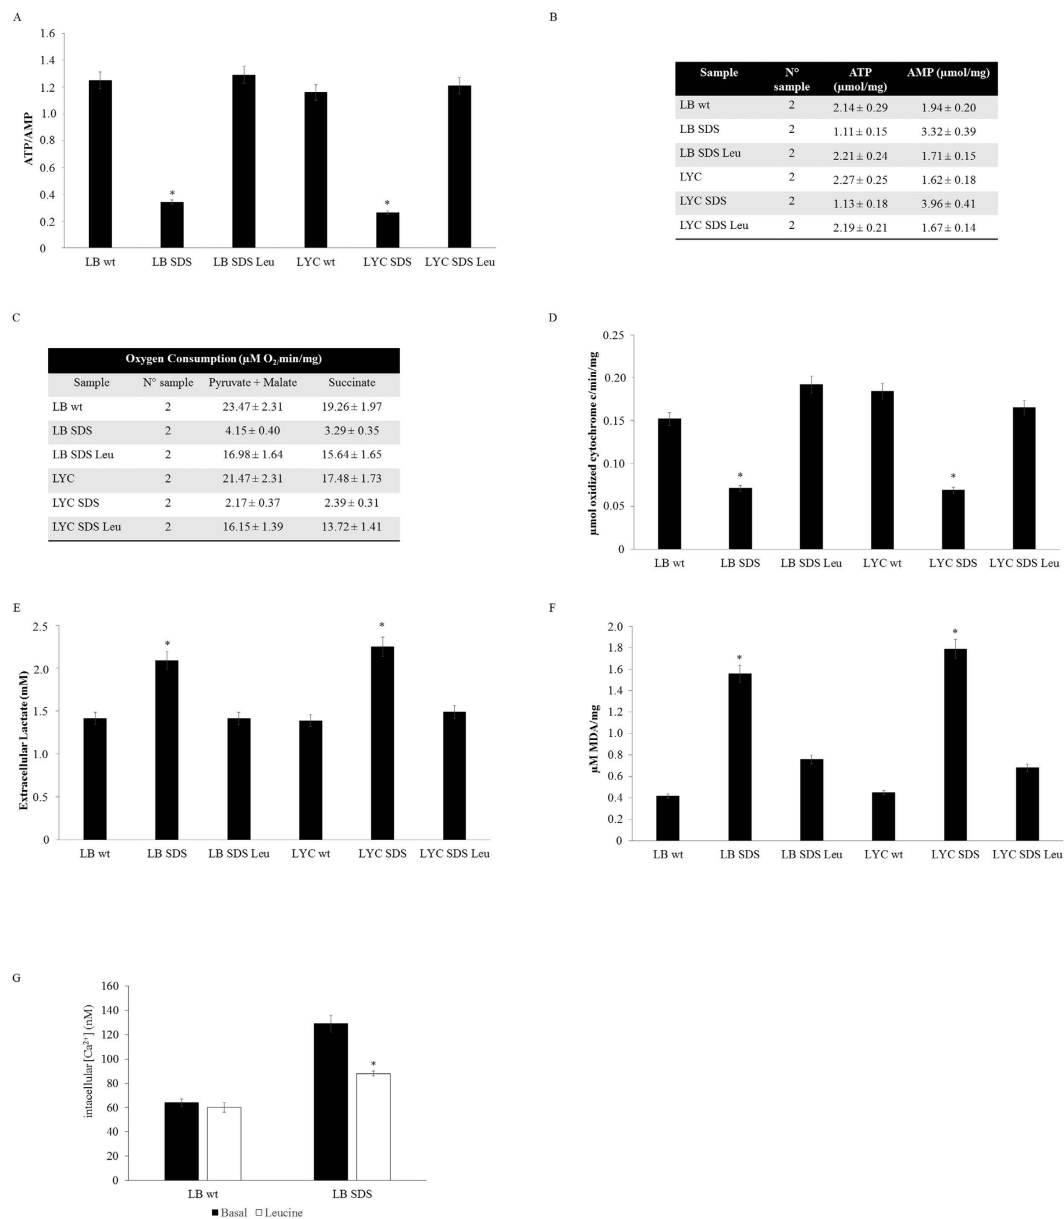 A
1.6
1.4
1.2
1.0
0.8
0.6
0.4
0.2
0
ATP/AMP
*
*
LB wt LB SDS LB SDS Leu LYC wt LYC SDS LYC SDS Leu
B
Sample N° sample ATP (µmol/mg) AMP (µmol/mg)
LB wt 2 2.14 ± 0.29 1.94 ± 0.20
LB SDS 2 1.11 ± 0.15 3.32 ± 0.39
LB SDS Leu 2 2.21 ± 0.24 1.71 ± 0.15
LYC 2 2.27 ± 0.25 1.62 ± 0.18
LYC SDS 2 1.13 ± 0.18 3.96 ± 0.41
LYC SDS Leu 2 2.19 ± 0.21 1.67 ± 0.14
C
Oxygen Consumption (µM O2/min/mg)
Sample N° sample Pyruvate + Malate Succinate
LB wt 2 23.47 ± 2.31 19.26 ± 1.97
LB SDS 2 4.15 ± 0.40 3.29 ± 0.35
LB SDS Leu 2 16.98 ± 1.64 15.64 ± 1.65
LYC 2 21.47 ± 2.31 17.48 ± 1.73
LYC SDS 2 2.17 ± 0.37 2.39 ± 0.31
LYC SDS Leu 2 16.15 ± 1.39 13.72 ± 1.41
D
0.25
0.20
0.15
0.10
0.05
0
µmol oxidized cytochrome c/min/mg
*
*
LB wt LB SDS LB SDS Leu LYC wt LYC SDS LYC SDS Leu
E
2.5
2.0
1.5
1.0
0.5
0
Extracellular Lactate (mM)
*
*
LB wt LB SDS LB SDS Leu LYC wt LYC SDS LYC SDS Leu
F
2.0
1.8
1.6
1.4
1.2
1.0
0.8
0.6
0.4
0.2
0
µM MDA/mg
*
*
LB wt LB SDS LB SDS Leu LYC wt LYC SDS LYC SDS Leu
G
160
140
120
100
80
60
40
20
0
intacellular [Ca²⁺] (nM)
*
LB wt LB SDS
Basal Leucine